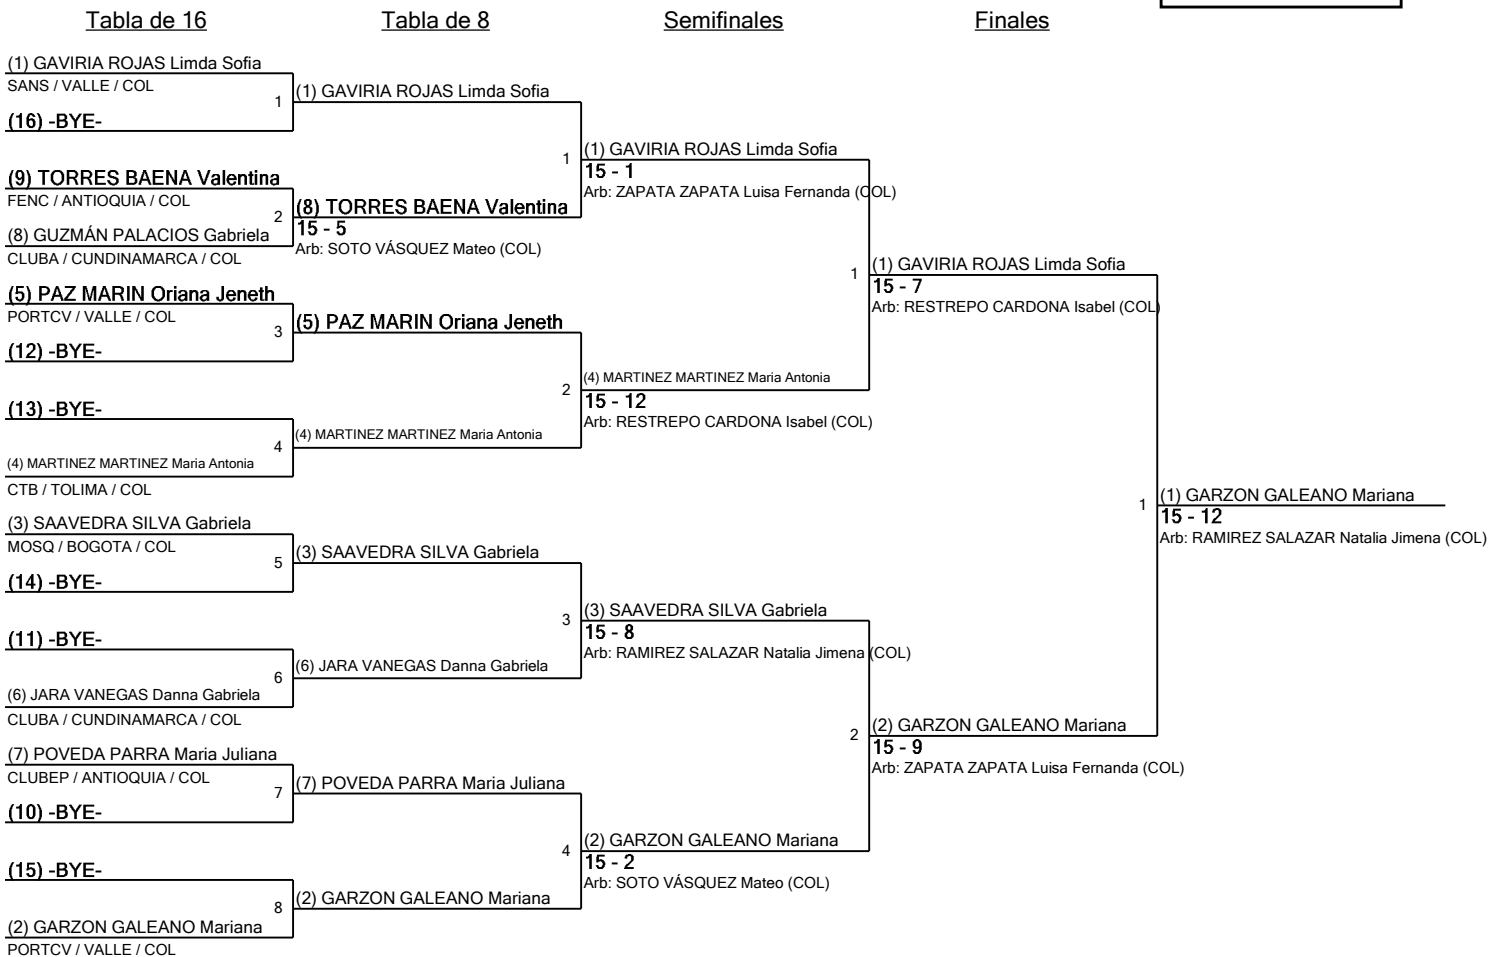 Tabla de 16
Tabla de 8
Semifinales
Finales
(1) GAVIRIA ROJAS Limda Sofia
SANS / VALLE / COL
1
(16) -BYE-
(9) TORRES BAENA Valentina
FENC / ANTIOQUIA / COL
2
(8) GUZMÁN PALACIOS Gabriela
CLUBA / CUNDINAMARCA / COL
(5) PAZ MARIN Oriana Jeneth
PORTCV / VALLE / COL
3
(12) -BYE-
(13) -BYE-
4
(4) MARTINEZ MARTINEZ Maria Antonia
CTB / TOLIMA / COL
(3) SAAVEDRA SILVA Gabriela
MOSQ / BOGOTA / COL
5
(14) -BYE-
(11) -BYE-
6
(6) JARA VANEGAS Danna Gabriela
CLUBA / CUNDINAMARCA / COL
(7) POVEDA PARRA Maria Juliana
CLUBEP / ANTIOQUIA / COL
7
(10) -BYE-
(15) -BYE-
8
(2) GARZON GALEANO Mariana
PORTCV / VALLE / COL
(1) GAVIRIA ROJAS Limda Sofia
1
(8) TORRES BAENA Valentina
15 - 5
Arb: SOTO VÁSQUEZ Mateo (COL)
(5) PAZ MARIN Oriana Jeneth
2
(4) MARTINEZ MARTINEZ Maria Antonia
(3) SAAVEDRA SILVA Gabriela
3
(6) JARA VANEGAS Danna Gabriela
(7) POVEDA PARRA Maria Juliana
4
(2) GARZON GALEANO Mariana
(1) GAVIRIA ROJAS Limda Sofia
15 - 1
Arb: ZAPATA ZAPATA Luisa Fernanda (COL)
1
(4) MARTINEZ MARTINEZ Maria Antonia
15 - 12
Arb: RESTREPO CARDONA Isabel (COL)
(3) SAAVEDRA SILVA Gabriela
15 - 8
Arb: RAMIREZ SALAZAR Natalia Jimena (COL)
2
(2) GARZON GALEANO Mariana
15 - 2
Arb: SOTO VÁSQUEZ Mateo (COL)
(1) GAVIRIA ROJAS Limda Sofia
15 - 7
Arb: RESTREPO CARDONA Isabel (COL)
1
(2) GARZON GALEANO Mariana
15 - 9
Arb: ZAPATA ZAPATA Luisa Fernanda (COL)
(1) GARZON GALEANO Mariana
15 - 12
Arb: RAMIREZ SALAZAR Natalia Jimena (COL)